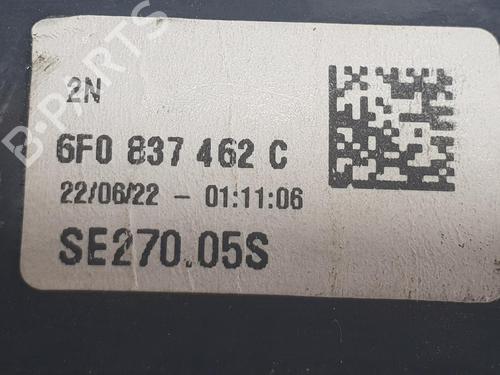 B-PARTS
2N
6F0 837 462 C
22/06/22 - 01:11:06
SE270.05S